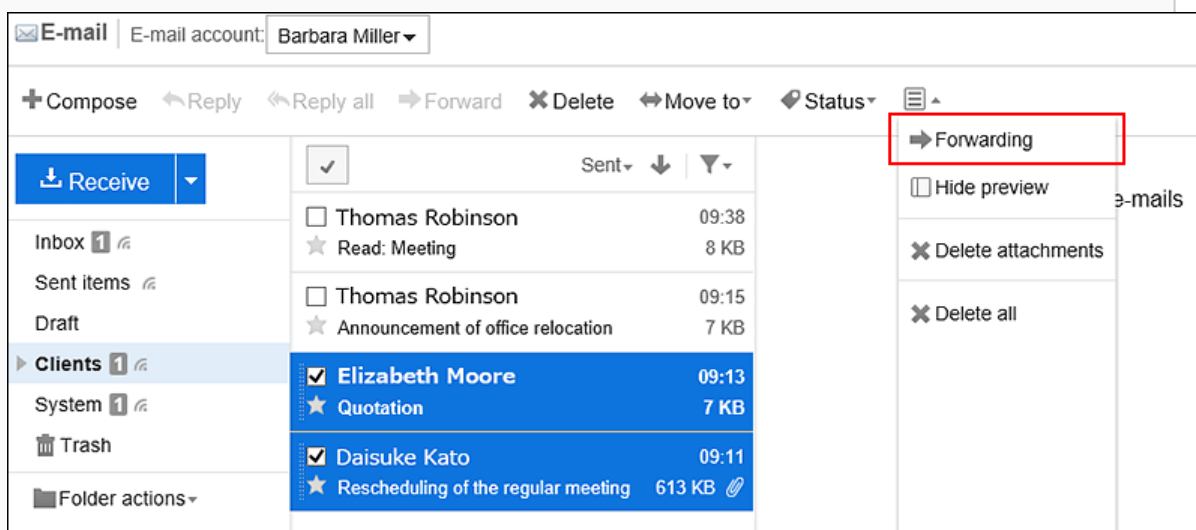 E-mail E-mail account: Barbara Miller
Compose Reply Reply all Forward Delete Move to Status
Receive
Inbox 1
Sent items
Draft
Clients 1
System 1
Trash
Folder actions
Sent
Thomas Robinson 09:38
Read: Meeting 8 KB
Thomas Robinson 09:15
Announcement of office relocation 7 KB
Elizabeth Moore 09:13
Quotation 7 KB
Daisuke Kato 09:11
Rescheduling of the regular meeting 613 KB
Forwarding
Hide preview
Delete attachments
Delete all
e-mails